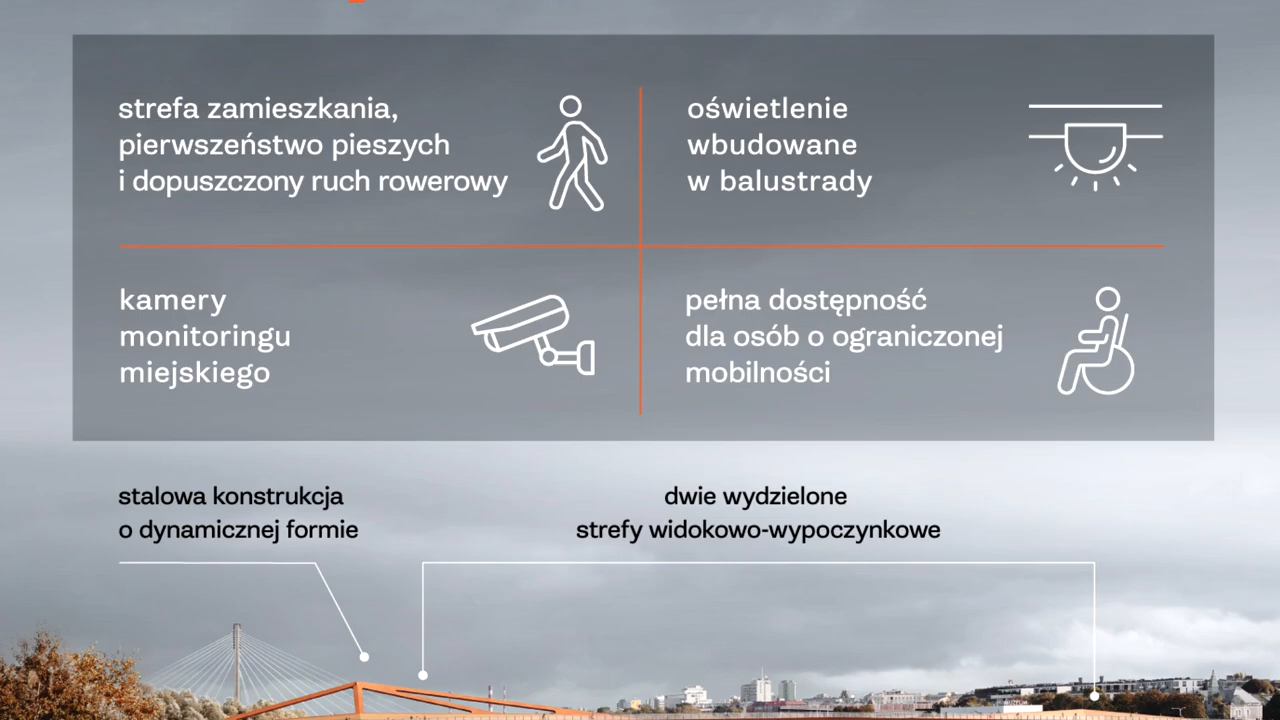 strefa zamieszkania,
pierwszeństwo pieszych
i dopuszczony ruch rowerowy
oświetlenie
wbudowane
w balustrady
kamery
monitoringu
miejskiego
pełna dostępność
dla osób o ograniczonej
mobilności
stalowa konstrukcja
o dynamicznej formie
dwie wydzielone
strefy widokowo-wypoczynkowe